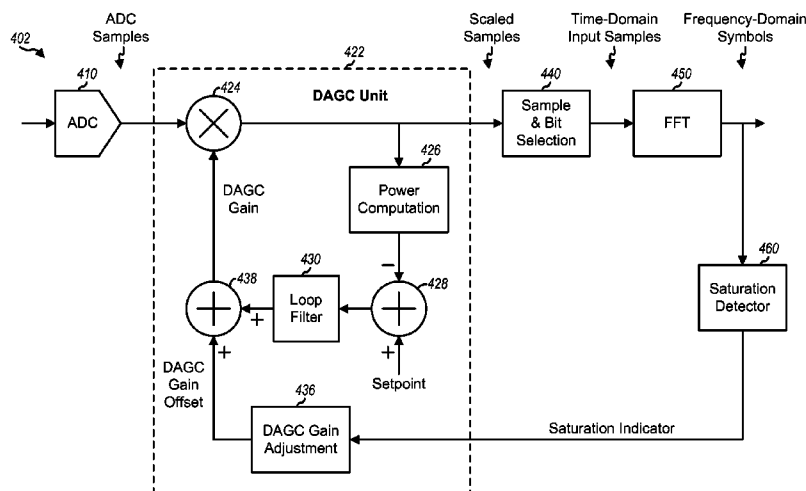 402
ADC
Samples
Scaled
Samples
Time-Domain
Input Samples
Frequency-Domain
Symbols
422
410
ADC
424
DAGC Unit
440
Sample
& Bit
Selection
450
FFT
426
Power
Computation
DAGC
Gain
460
Saturation
Detector
438
+
+
+
430
Loop
Filter
428
+
−
+
Setpoint
DAGC
Gain
Offset
436
DAGC Gain
Adjustment
Saturation Indicator